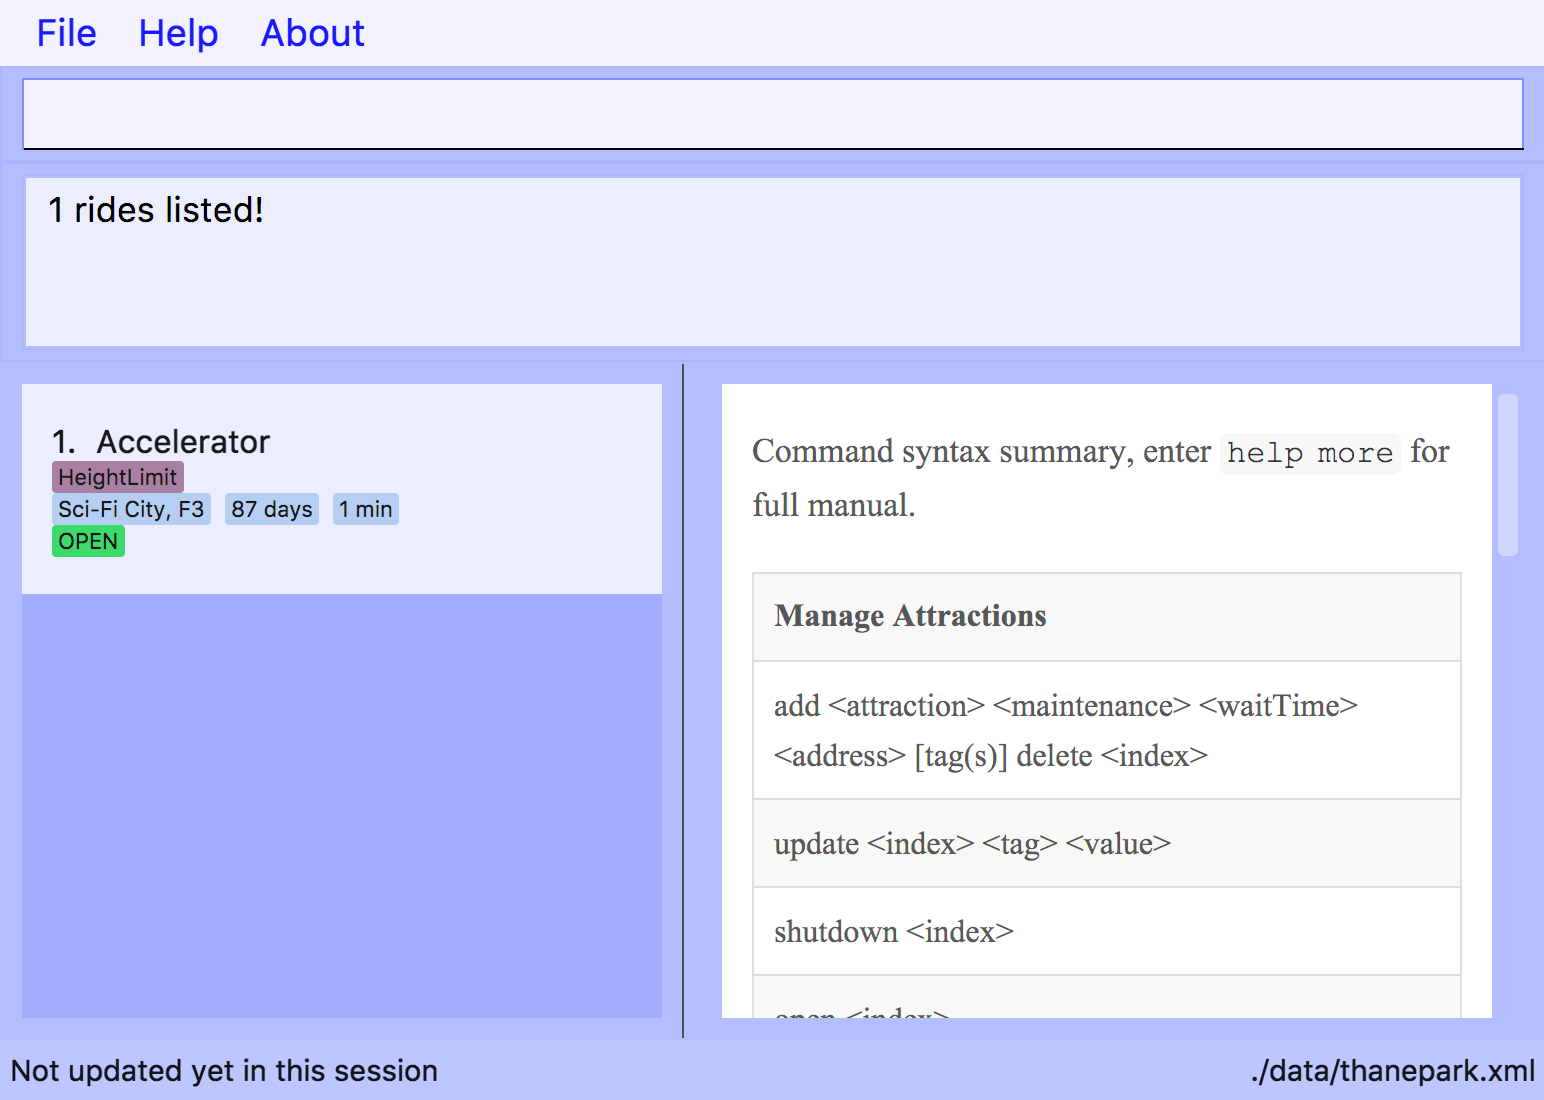 File Help About
1 rides listed!
1. Accelerator
HeightLimit
Sci-Fi City, F3 87 days 1 min
OPEN
Command syntax summary, enter help more for
full manual.
Manage Attractions
add <attraction> <maintenance> <waitTime>
<address> [tag(s)] delete <index>
update <index> <tag> <value>
shutdown <index>
open <index>
Not updated yet in this session
./data/thanepark.xml